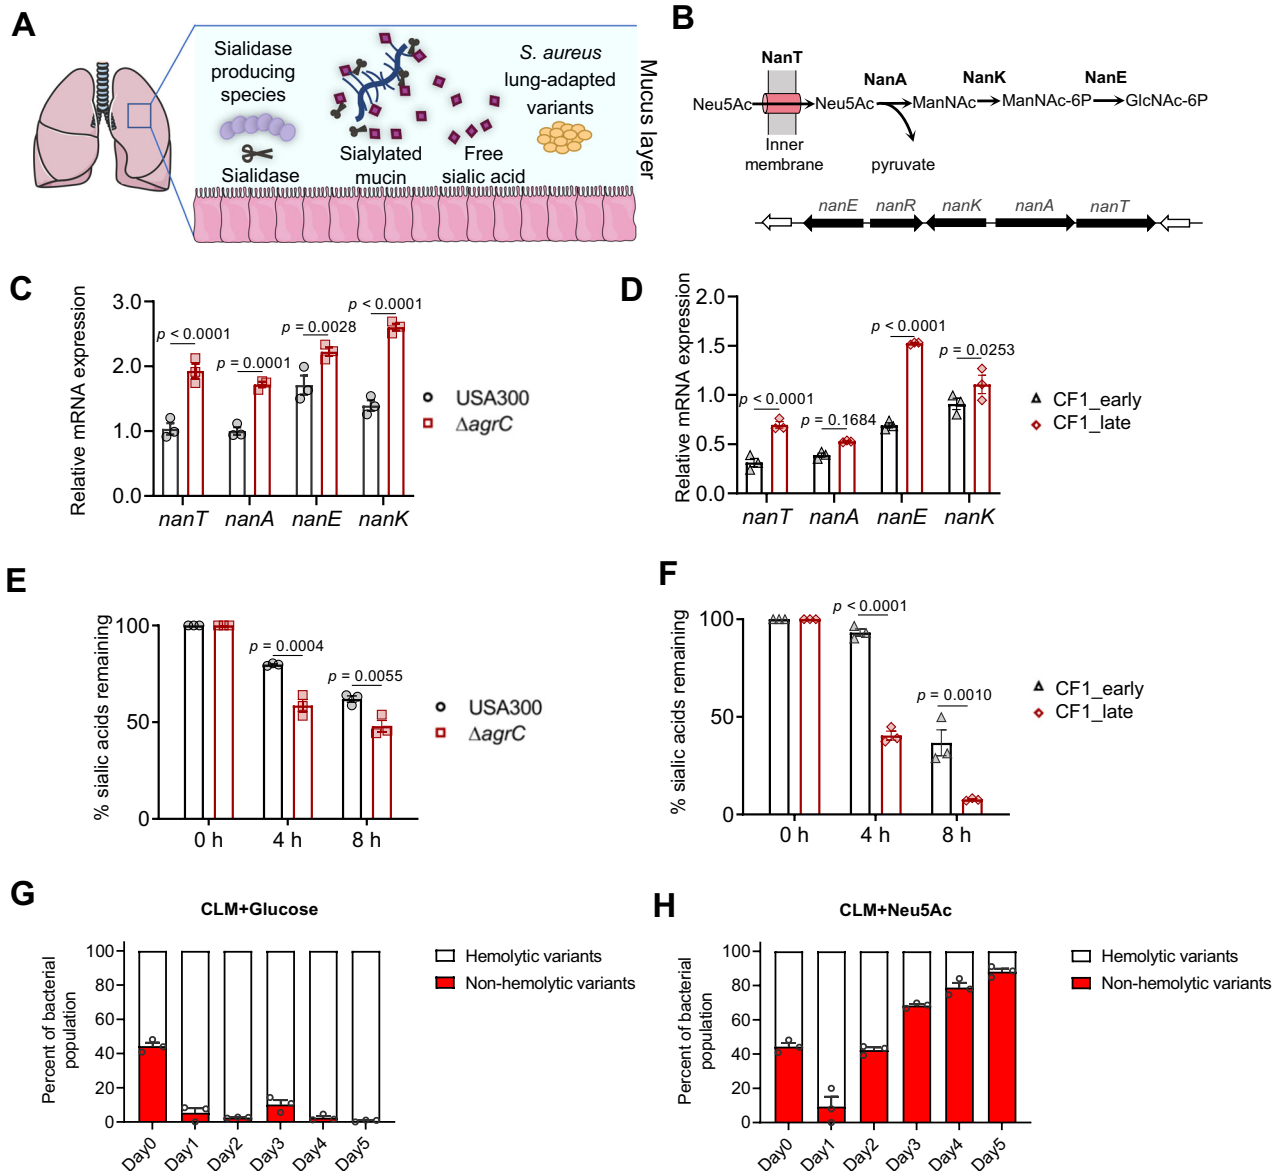 A
Sialidase
producing
species
Sialidase
Sialylated
mucin
Free
sialic acid
S. aureus
lung-adapted
variants
Mucus layer
B
NanT
NanA
NanK
NanE
Neu5Ac
Neu5Ac
ManNAc
ManNAc-6P
GlcNAc-6P
Inner
membrane
pyruvate
nanE
nanR
nanK
nanA
nanT
C
Relative mRNA expression
3.0
2.0
1.0
0.0
p < 0.0001
p = 0.0001
p = 0.0028
p < 0.0001
nanT
nanA
nanE
nanK
USA300
ΔagrC
D
Relative mRNA expression
2.0
1.5
1.0
0.5
0.0
p < 0.0001
p = 0.1684
p < 0.0001
p = 0.0253
nanT
nanA
nanE
nanK
CF1_early
CF1_late
E
% sialic acids remaining
100
50
0
p = 0.0004
p = 0.0055
0 h
4 h
8 h
USA300
ΔagrC
F
% sialic acids remaining
100
50
0
p < 0.0001
p = 0.0010
0 h
4 h
8 h
CF1_early
CF1_late
G
CLM+Glucose
Percent of bacterial
population
100
80
60
40
20
0
Day0
Day1
Day2
Day3
Day4
Day5
Hemolytic variants
Non-hemolytic variants
H
CLM+Neu5Ac
Percent of bacterial
population
100
80
60
40
20
0
Day0
Day1
Day2
Day3
Day4
Day5
Hemolytic variants
Non-hemolytic variants